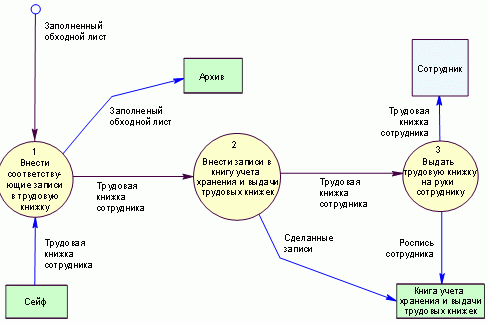 Заполненный
обходной лист
Архив
Сотрудник
Заполненый
обходной лист
Трудовая
книжка
сотрудника
1
Внести
соответству-
ющие записи
в трудовую
книжку
2
Внести записи в
книгу учета
хранения и выдачи
трудовых книжек
3
Выдать
трудовую книжку
на руки
сотруднику
Трудовая
книжка
сотрудника
Трудовая
книжка
сотрудника
Трудовая
книжка
сотрудника
Сделанные
записи
Роспись
сотрудника
Сейф
Книга учета
хранения и выдачи
трудовых книжек